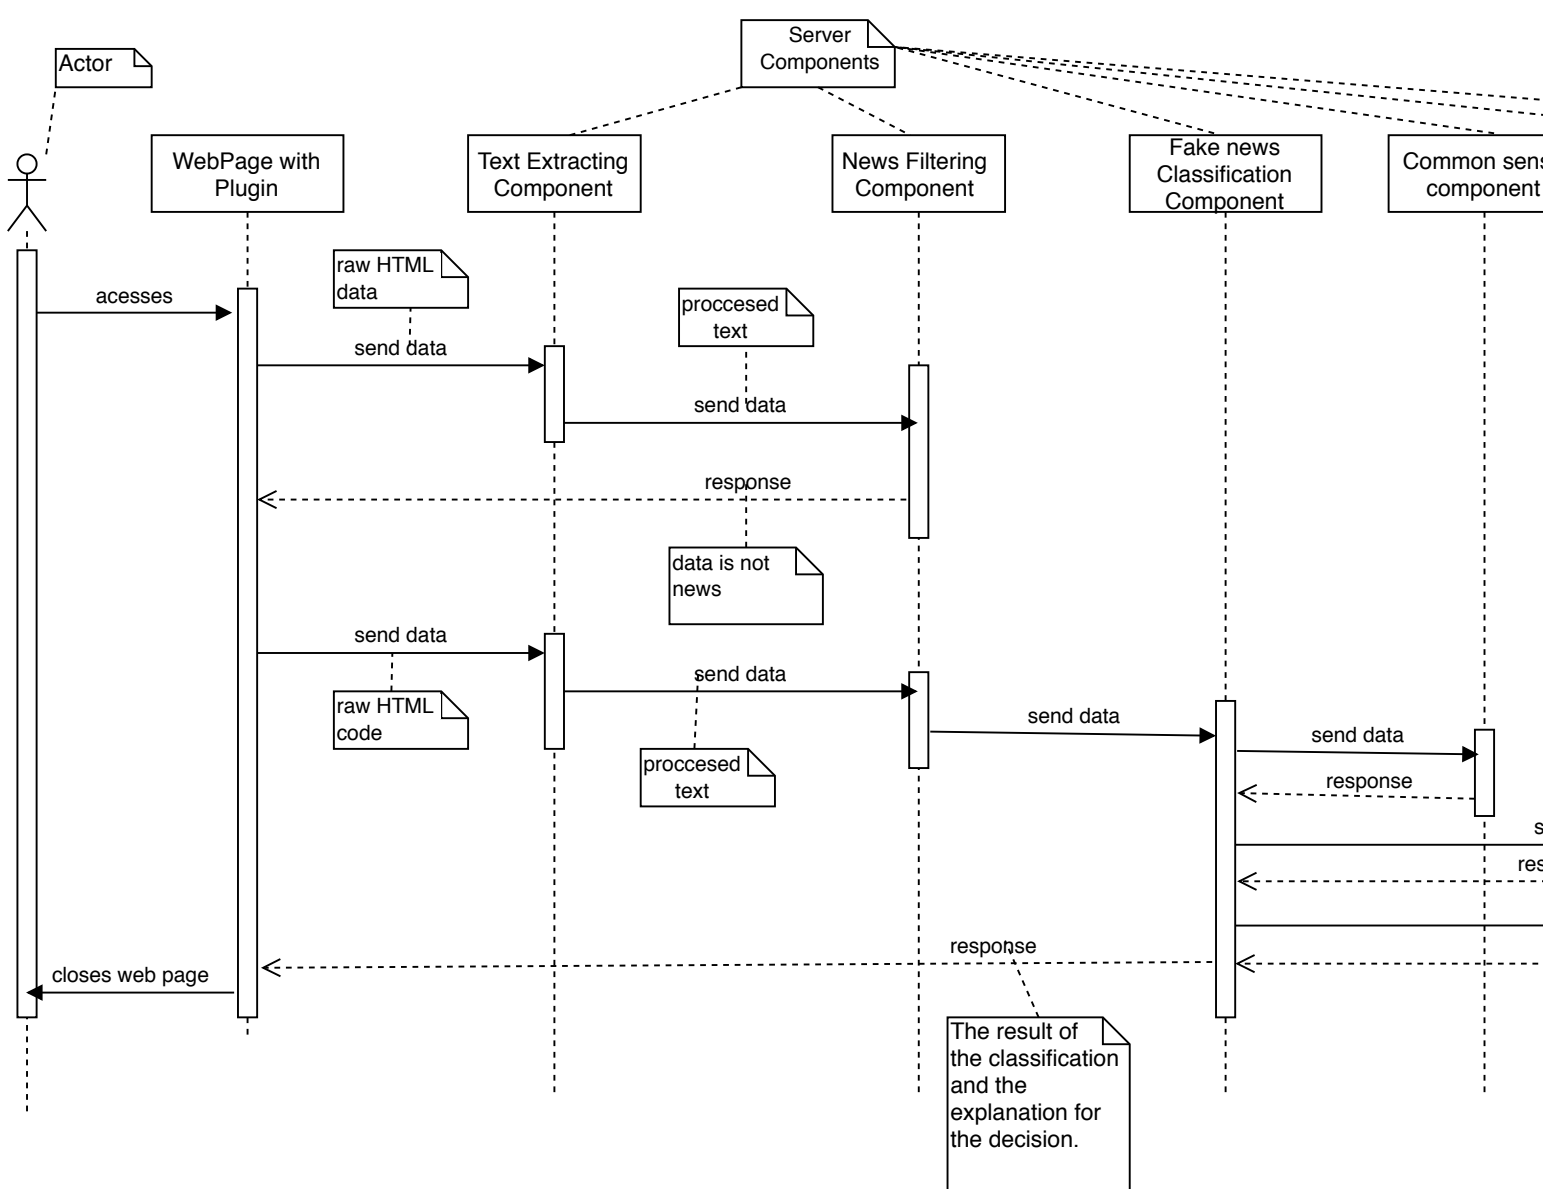 Server
Components
Actor
WebPage with
Plugin
Text Extracting
Component
News Filtering
Component
Fake news
Classification
Component
Common sens
component
raw HTML
data
acesses
proccesed
text
send data
send data
response
data is not
news
send data
raw HTML
code
send data
proccesed
text
send data
send data
response
s
res
response
closes web page
The result of
the classification
and the
explanation for
the decision.